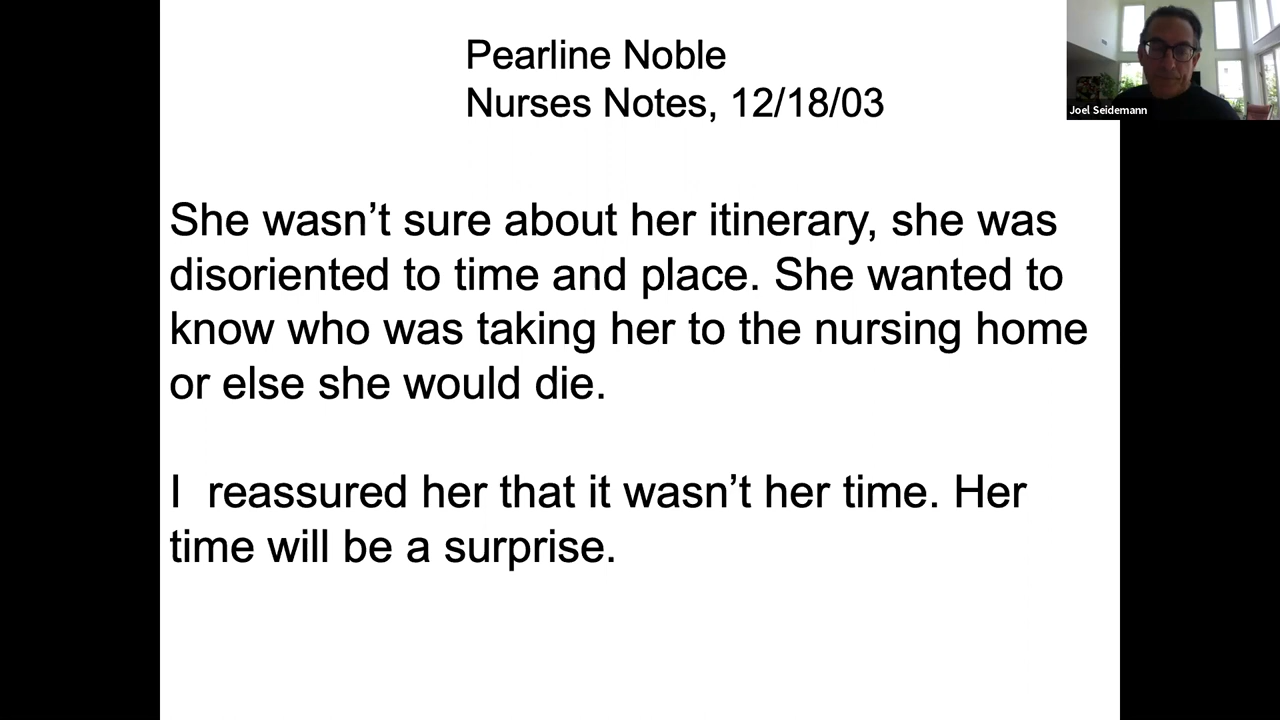 Pearline Noble
Nurses Notes, 12/18/03
Joel Seidemann
She wasn’t sure about her itinerary, she was
disoriented to time and place. She wanted to
know who was taking her to the nursing home
or else she would die.
I  reassured her that it wasn’t her time. Her
time will be a surprise.